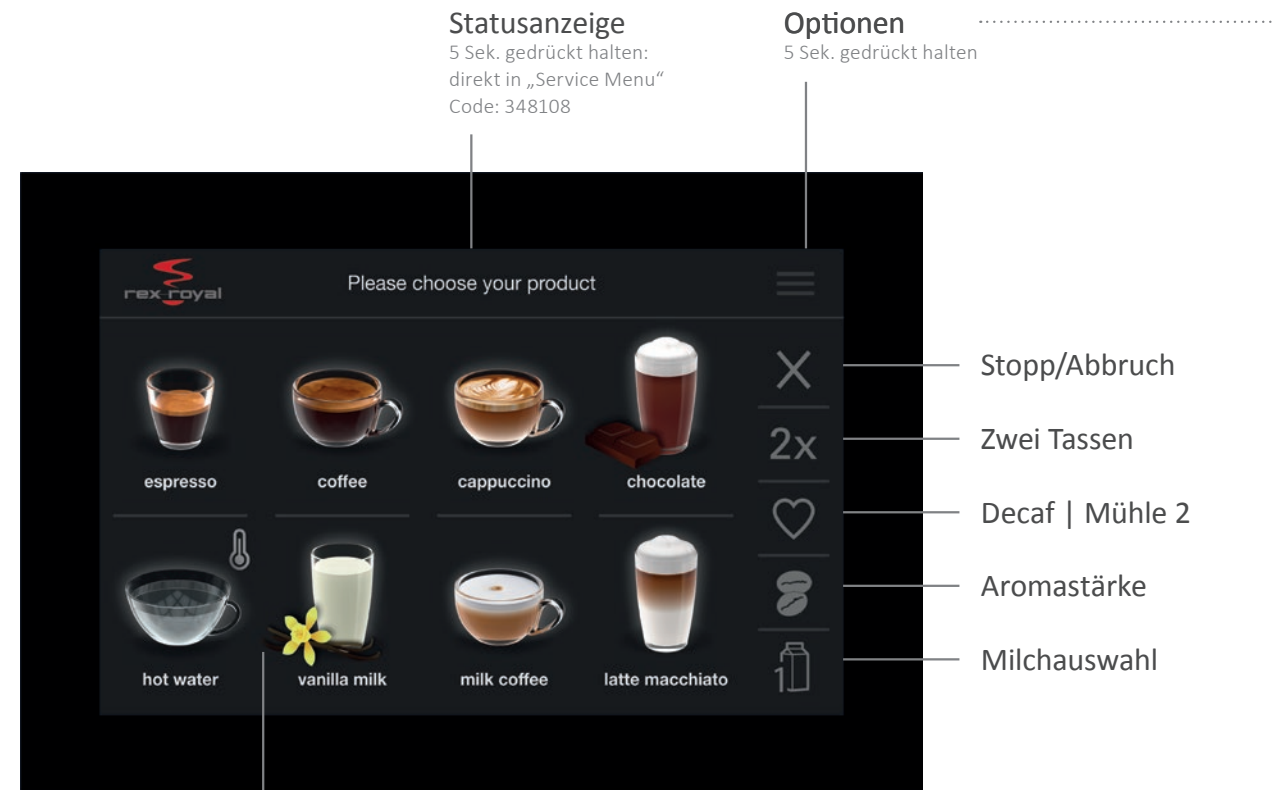 Statusanzeige
5 Sek. gedrückt halten:
direkt in „Service Menu“
Code: 348108
Optionen
5 Sek. gedrückt halten
rex-royal
Please choose your product
espresso
coffee
cappuccino
chocolate
hot water
vanilla milk
milk coffee
latte macchiato
2x
1
Stopp/Abbruch
Zwei Tassen
Decaf | Mühle 2
Aromastärke
Milchauswahl